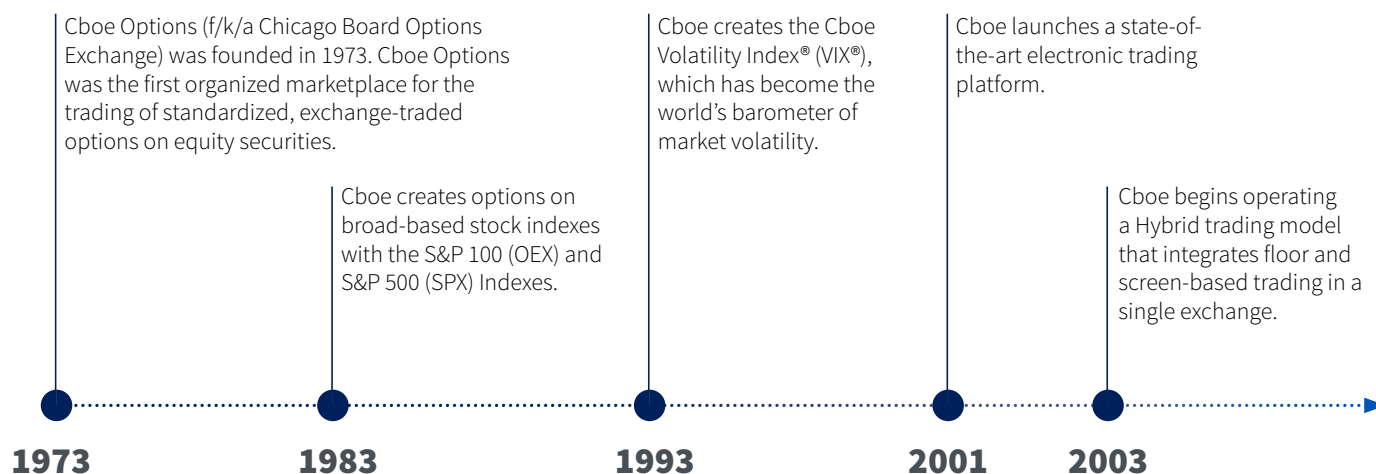 Cboe Options (f/k/a Chicago Board Options
Exchange) was founded in 1973. Cboe Options
was the first organized marketplace for the
trading of standardized, exchange-traded
options on equity securities.
Cboe creates options on
broad-based stock indexes
with the S&P 100 (OEX) and
S&P 500 (SPX) Indexes.
Cboe creates the Cboe
Volatility Index® (VIX®),
which has become the
world’s barometer of
market volatility.
Cboe launches a state-of-
the-art electronic trading
platform.
Cboe begins operating
a Hybrid trading model
that integrates floor and
screen-based trading in a
single exchange.
1973
1983
1993
2001
2003